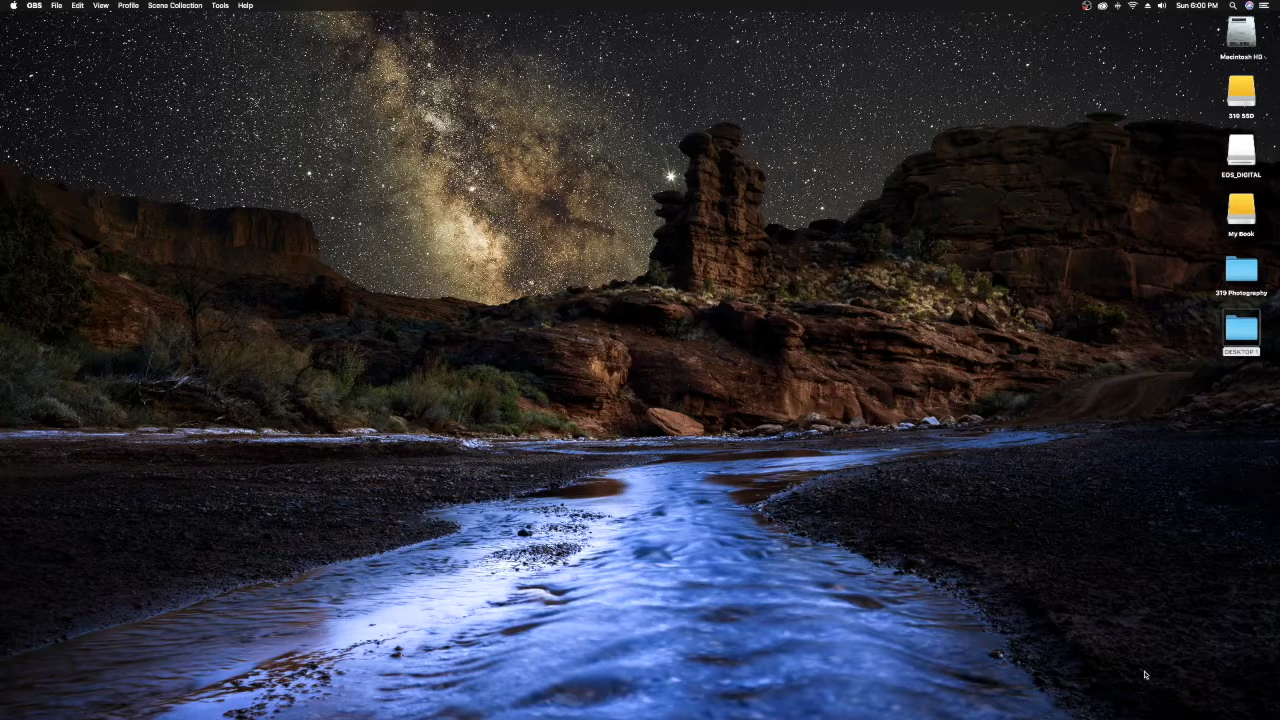 OBS File Edit View Profile Scene Collection Tools Help Sun 6:00 PM
Macintosh HD
319 SSD
EOS_DIGITAL
My Book
319 Photography
DESKTOP 1